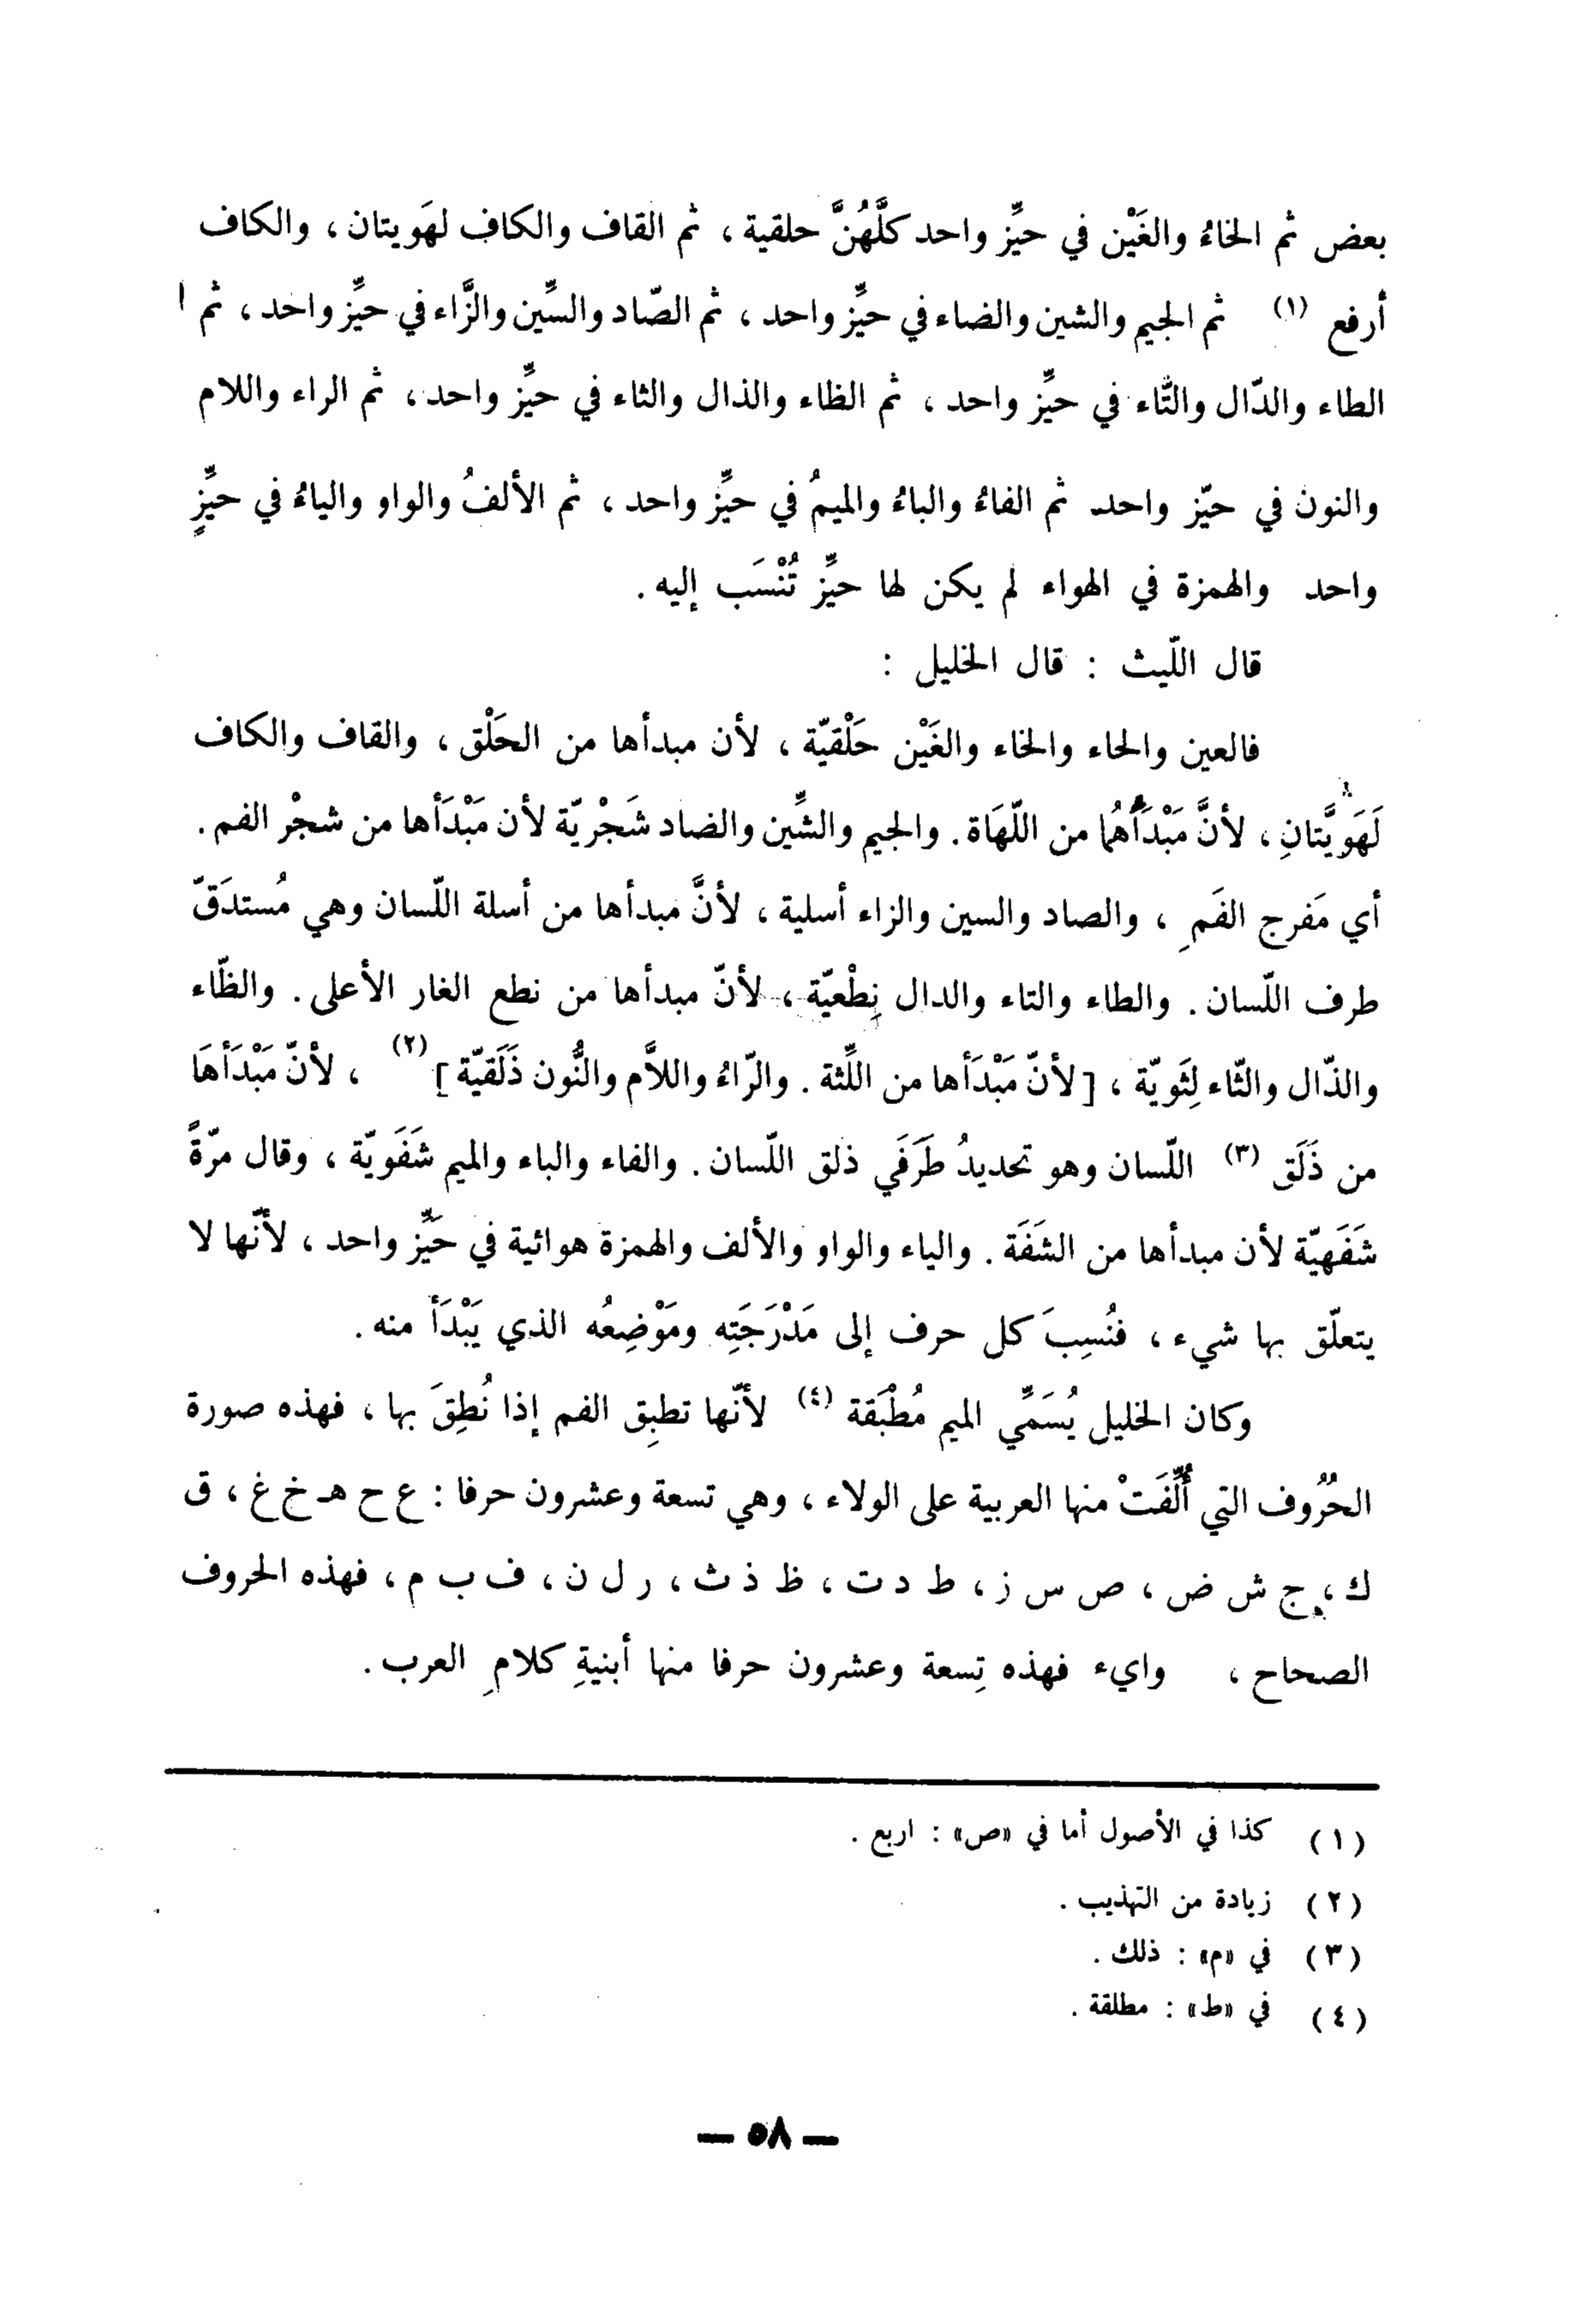 بعض ثم الخاءُ والغَيْن في حيِّز واحد كلَّهُنَّ حلقية ، ثم القاف والكاف لهَويتان ، والكاف
أرفع (١) ثم الجيم والشين والضاء في حيِّز واحد ، ثم الصّاد والسِّين والزَّاء في حيِّز واحد ، ثم ا
الطاء والدّال والتَّاء في حيِّز واحد ، ثم الظاء والذال والثاء في حيِّز واحد ، ثم الراء واللام
والنون في حيّز واحد ثم الفاءُ والباءُ والميمُ في حيِّز واحد ، ثم الألفُ والواو والياءُ في حيِّزٍ
واحد والهمزة في الهواء لم يكن لها حيِّز تُنْسَب إليه .
قال اللّيث : قال الخليل :
فالعين والحاء والخاء والغَيْن حَلْقيّة ، لأن مبدأها من الحَلْق ، والقاف والكاف
لَهَوِيَّتانِ ، لأنَّ مَبْدَأَهُما من اللّهَاة . والجيم والشِّين والضاد شَجْريّة لأن مَبْدَأها من شجْر الفم .
أي مَفرج الفَمِ ، والصاد والسين والزاء أسلية ، لأنَّ مبدأها من أسلة اللّسان وهي مُستدَقّ
طرف اللّسان . والطاء والتاء والدال نِطْعيّة ، لأنّ مبدأها من نطع الغار الأعلى . والظّاء
والذّال والثّاء لِثَويّة ، [لأنّ مَبْدَأها من اللِّثة . والرّاءُ واللاَّم والنُّون ذَلَقيّة] (٢) ، لأنّ مَبْدَأهَا
من ذَلَق (٣) اللّسان وهو تحديدُ طَرَفَي ذلق اللّسان . والفاء والباء والميم شَفَويّة ، وقال مرّةً
شَفَهيّة لأن مبدأها من الشَفَة . والياء والواو والألف والهمزة هوائية في حَيِّز واحد ، لأنّها لا
يتعلّق بها شيء ، فنُسِبَ كل حرف إلى مَدْرَجَتِه ومَوْضِعُه الذي يَبْدَأ منه .
وكان الخليل يُسَمِّي الميم مُطْبَقة (٤) لأنّها تطبِق الفم إذا نُطِقَ بها ، فهذه صورة
الحُرُوف التي أُلِّفَتْ منها العربية على الولاء ، وهي تسعة وعشرون حرفا : ع ح هـ خ غ ، ق
ك ، ج ش ض ، ص س ز ، ط د ت ، ظ ذ ث ، ر ل ن ، ف ب م ، فهذه الحروف
الصحاح ، وايء فهذه تِسعة وعشرون حرفا منها أبنيةِ كلامِ العرب .
(١) كذا في الأصول أما في «ص» : اربع .
(٢) زيادة من التهذيب .
(٣) في «م» : ذلك .
(٤) في «ط» : مطلقة .
— ٥٨ —